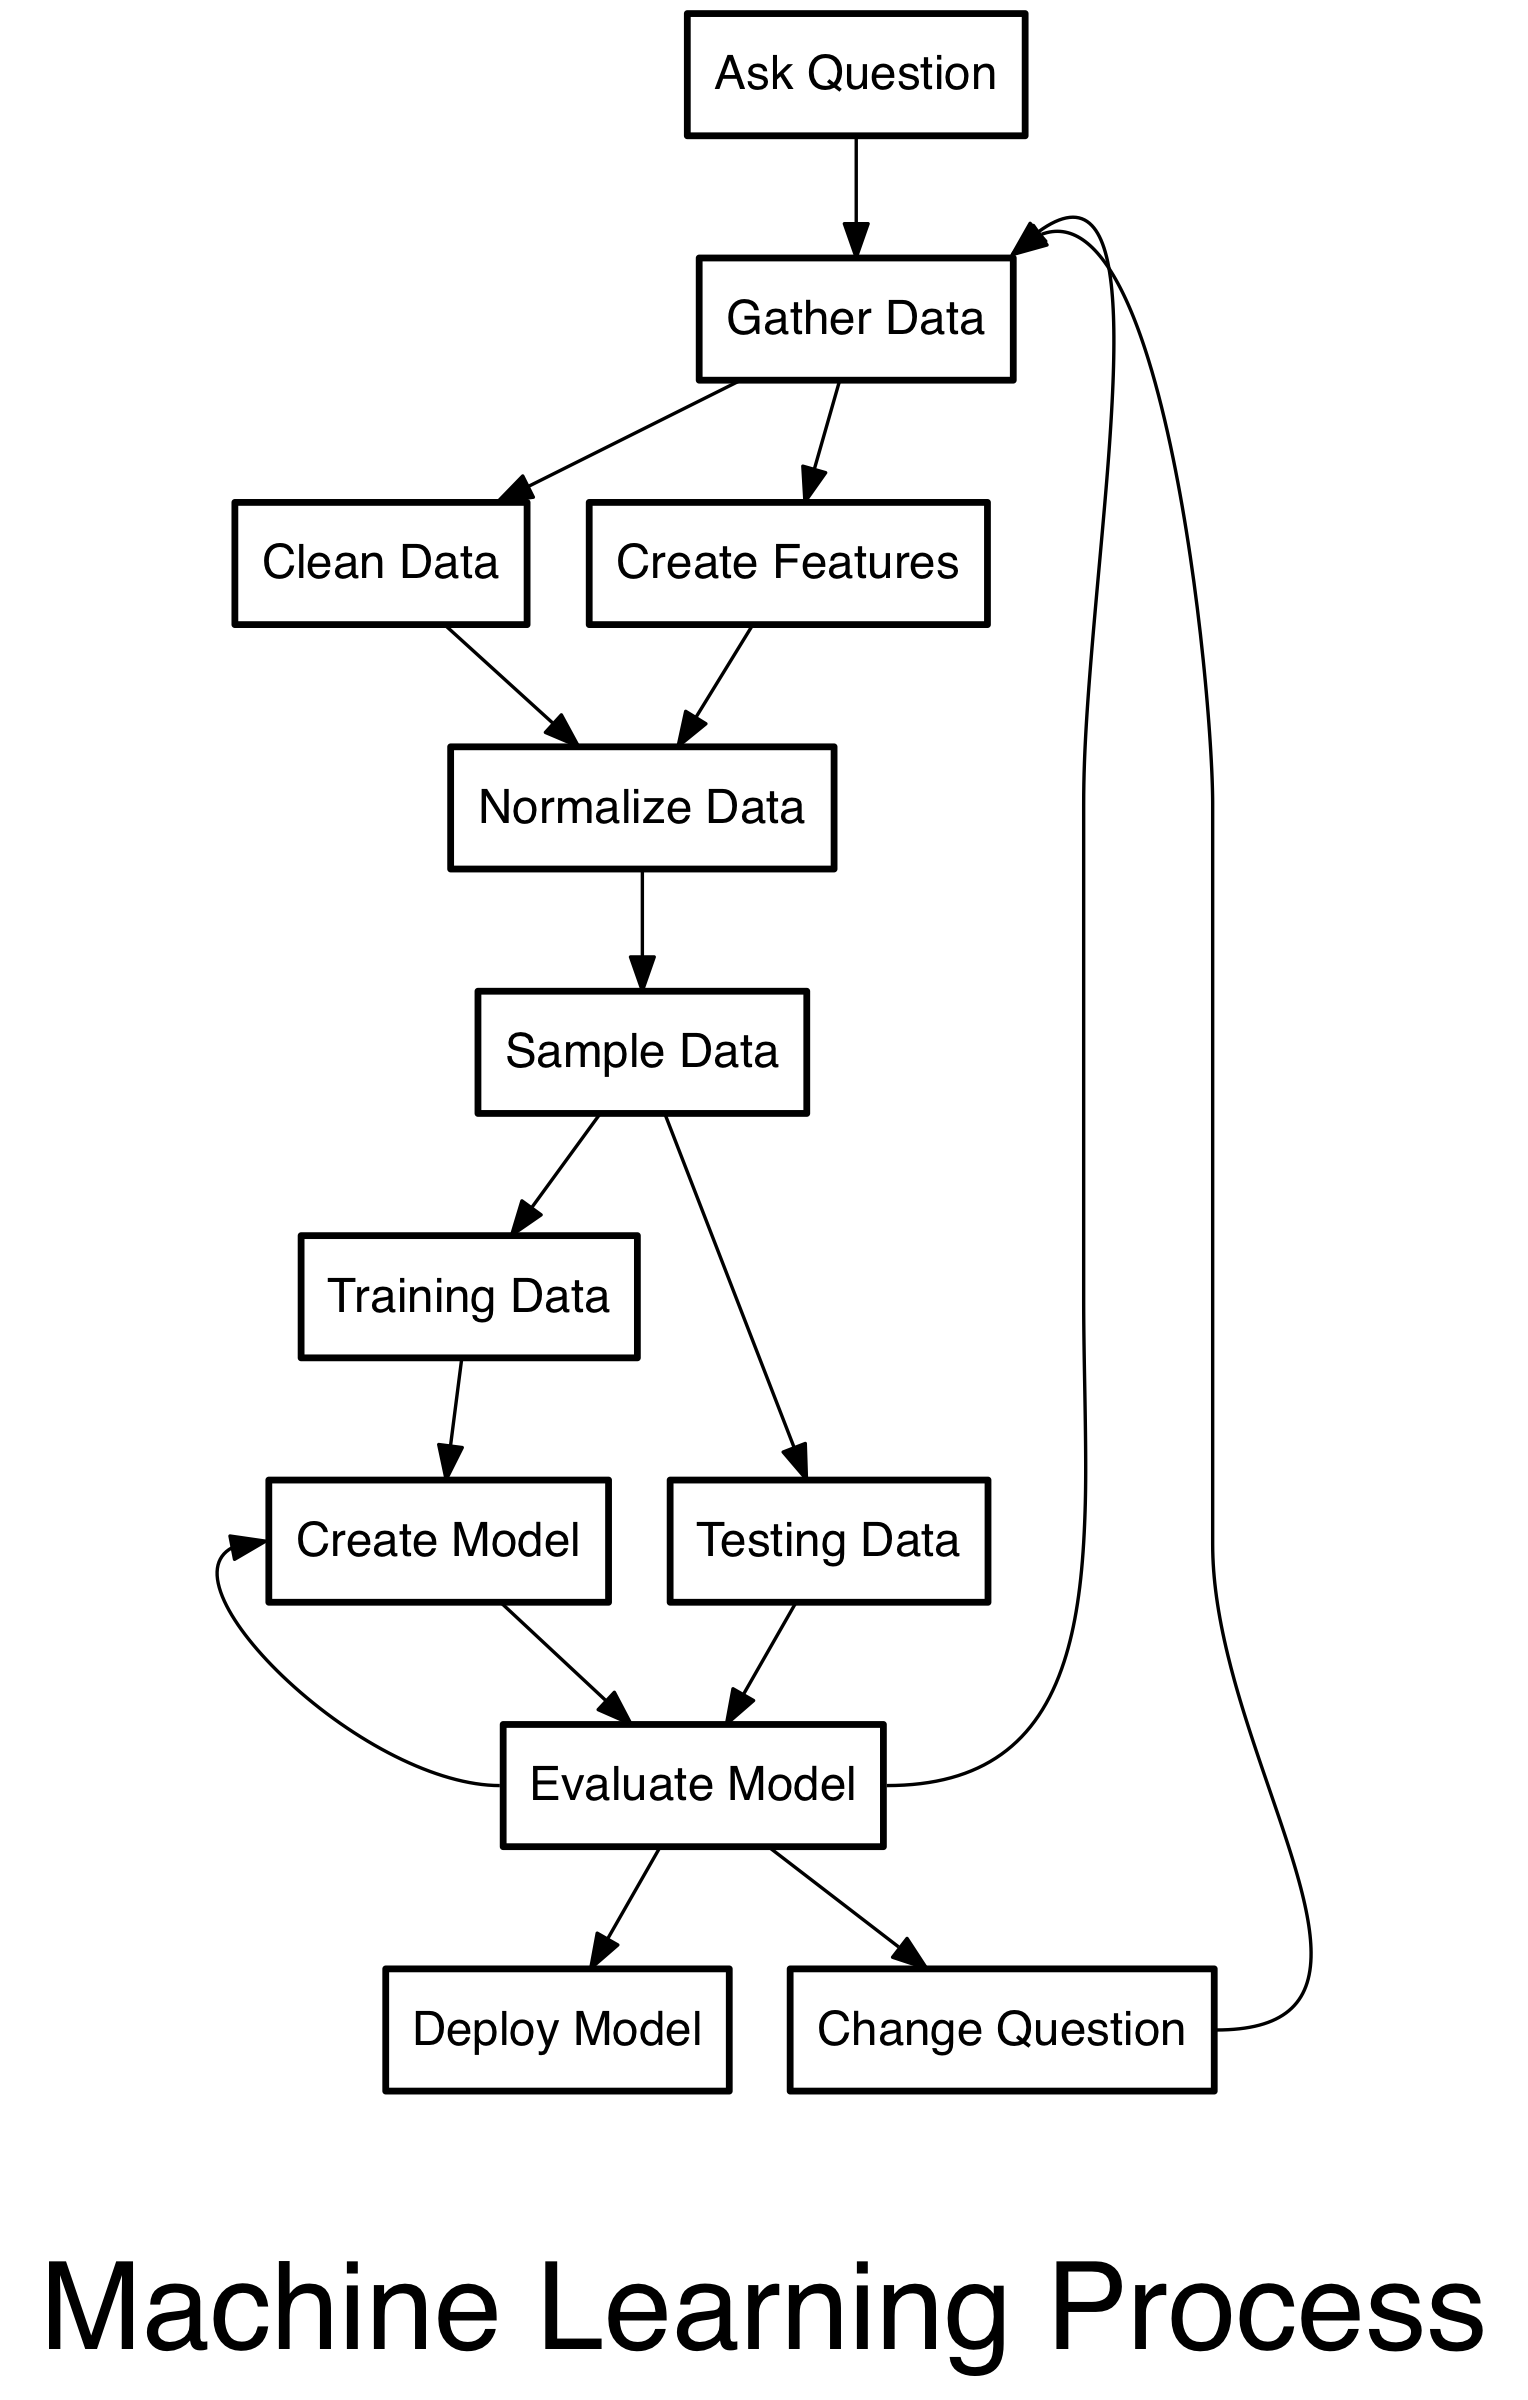 Ask Question
Gather Data
Clean Data
Create Features
Normalize Data
Sample Data
Training Data
Create Model
Testing Data
Evaluate Model
Deploy Model
Change Question
Machine Learning Process